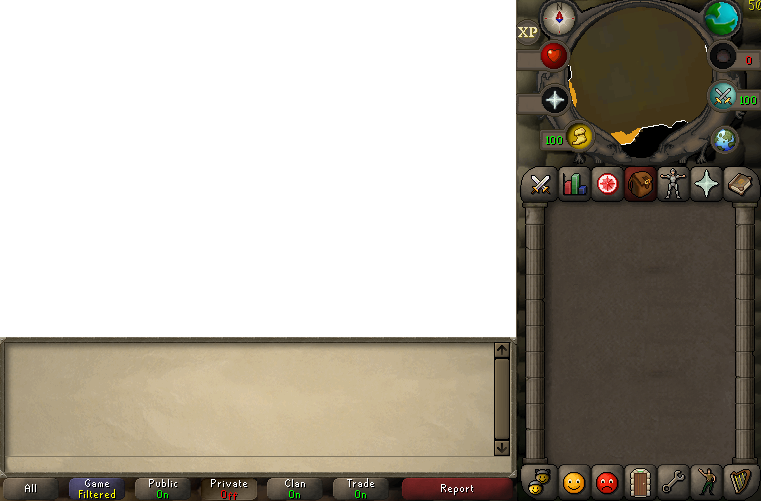 50
N
XP
0
100
100
All
Game
Filtered
Public
On
Private
Off
Clan
On
Trade
On
Report